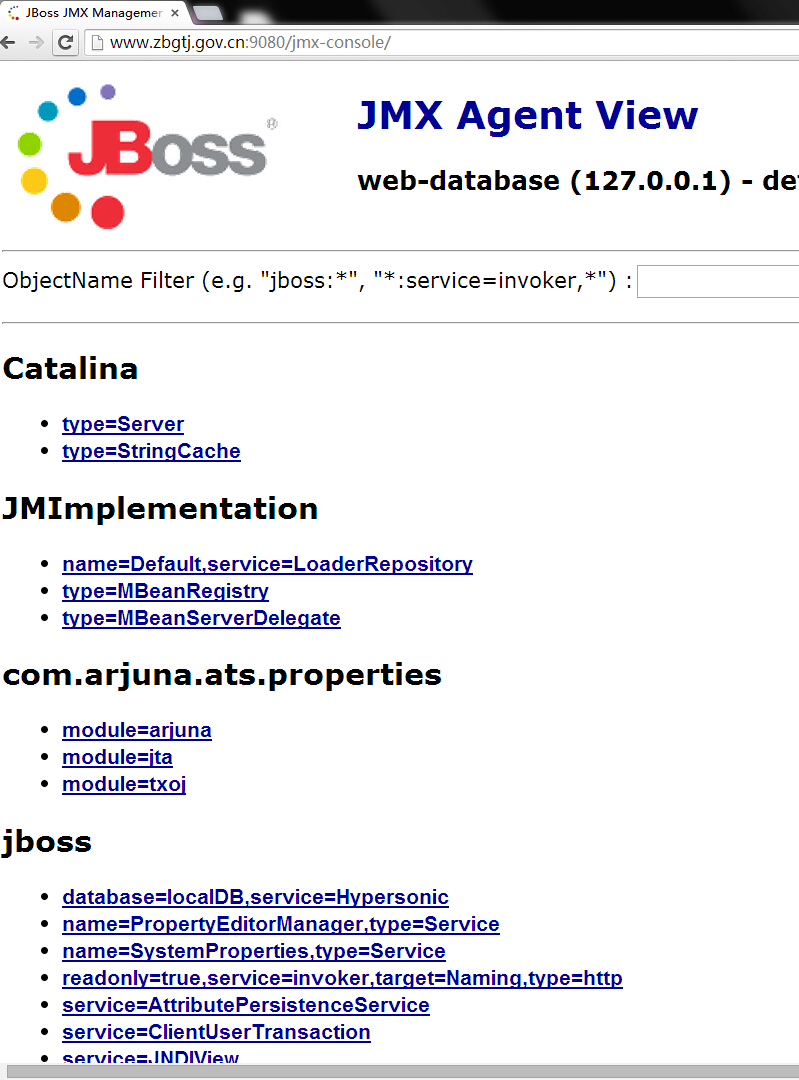 JBoss JMX Managemer
www.zbgtj.gov.cn:9080/jmx-console/
JBoss®
JMX Agent View
web-database (127.0.0.1) - de
ObjectName Filter (e.g. "jboss:*", "*:service=invoker,*") :
Catalina
type=Server
type=StringCache
JMImplementation
name=Default,service=LoaderRepository
type=MBeanRegistry
type=MBeanServerDelegate
com.arjuna.ats.properties
module=arjuna
module=jta
module=txoj
jboss
database=localDB,service=Hypersonic
name=PropertyEditorManager,type=Service
name=SystemProperties,type=Service
readonly=true,service=invoker,target=Naming,type=http
service=AttributePersistenceService
service=ClientUserTransaction
service=JNDIView